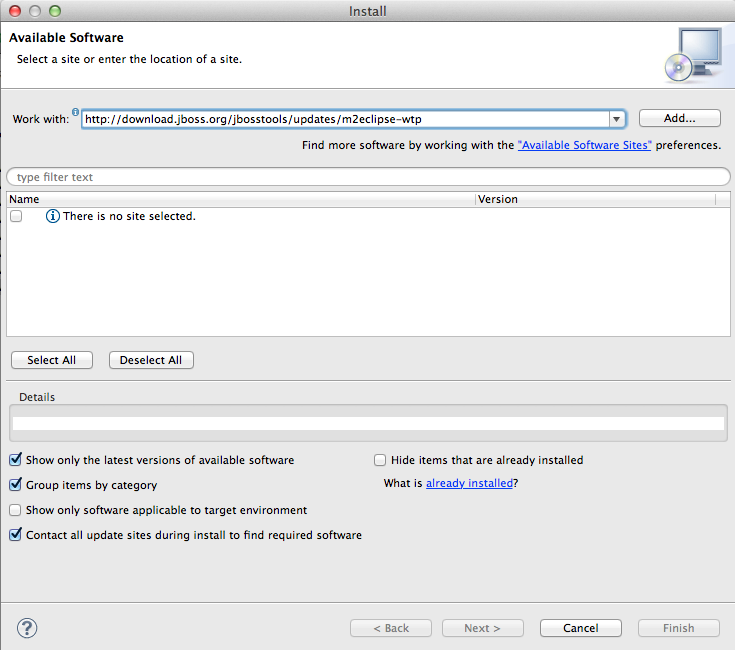 Install
Available Software
Select a site or enter the location of a site.
Work with: http://download.jboss.org/jbosstools/updates/m2eclipse-wtp Add...
Find more software by working with the "Available Software Sites" preferences.
type filter text
Name Version
There is no site selected.
Select All Deselect All
Details
Show only the latest versions of available software Hide items that are already installed
Group items by category What is already installed?
Show only software applicable to target environment
Contact all update sites during install to find required software
? < Back Next > Cancel Finish